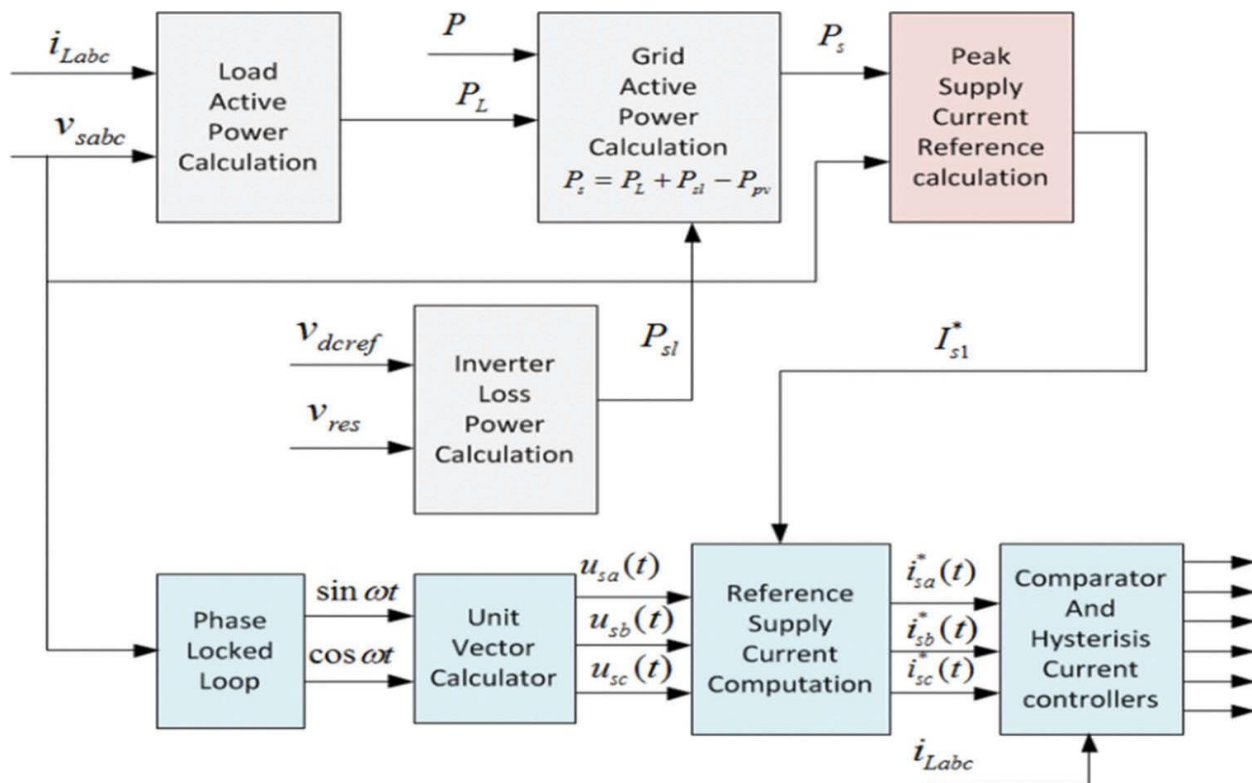 i_Labc
v_sabc
Load
Active
Power
Calculation
P
P_L
Grid
Active
Power
Calculation
P_s = P_L + P_sl − P_pv
P_s
Peak
Supply
Current
Reference
calculation
v_dcref
v_res
Inverter
Loss
Power
Calculation
P_sl
I*_s1
Phase
Locked
Loop
sin ωt
cos ωt
Unit
Vector
Calculator
u_sa(t)
u_sb(t)
u_sc(t)
Reference
Supply
Current
Computation
i*_sa(t)
i*_sb(t)
i*_sc(t)
Comparator
And
Hysterisis
Current
controllers
i_Labc